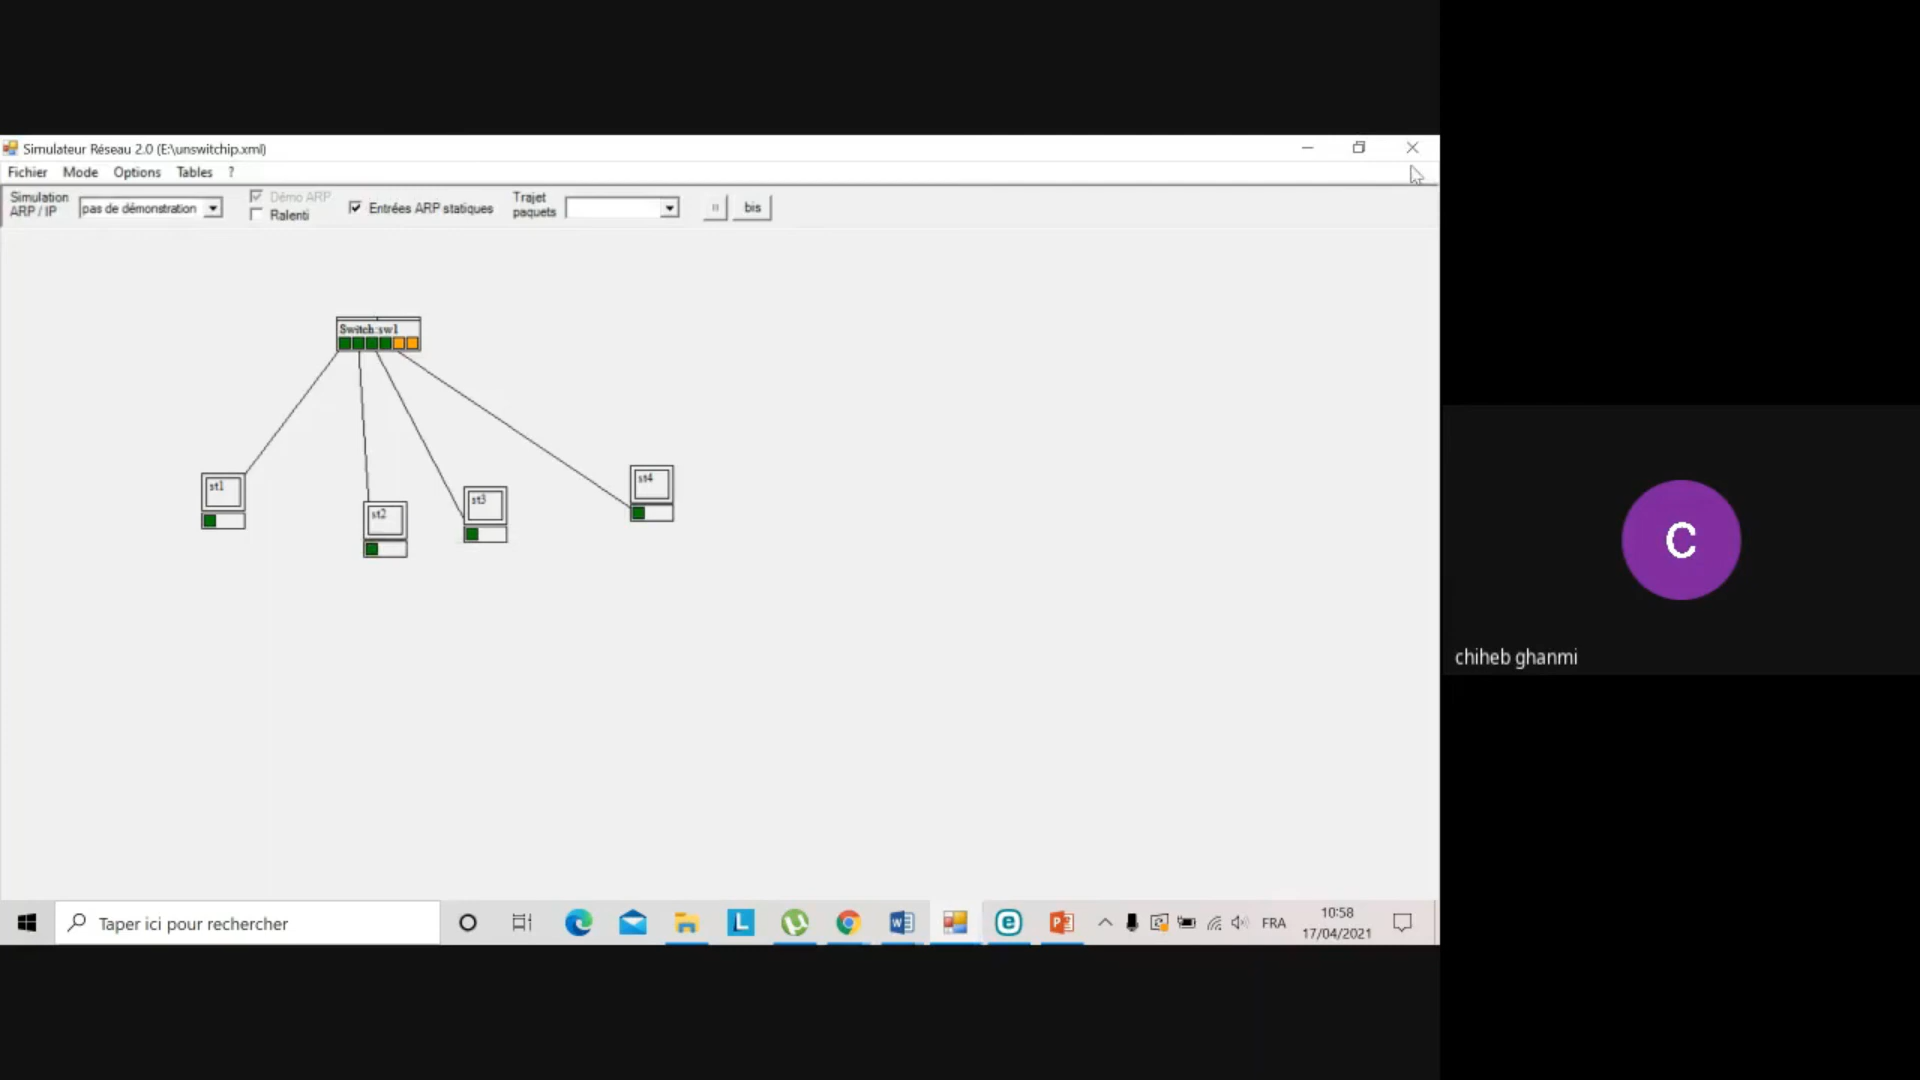 Simulateur Réseau 2.0 (E:\unswitchip.xml)
Fichier Mode Options Tables ?
Simulation
ARP / IP
pas de démonstration
Démo ARP
Ralenti
Entrées ARP statiques
Trajet
paquets
bis
Switch:sw1
st1
st2
st3
st4
C
chiheb ghanmi
Taper ici pour rechercher
FRA
10:58
17/04/2021